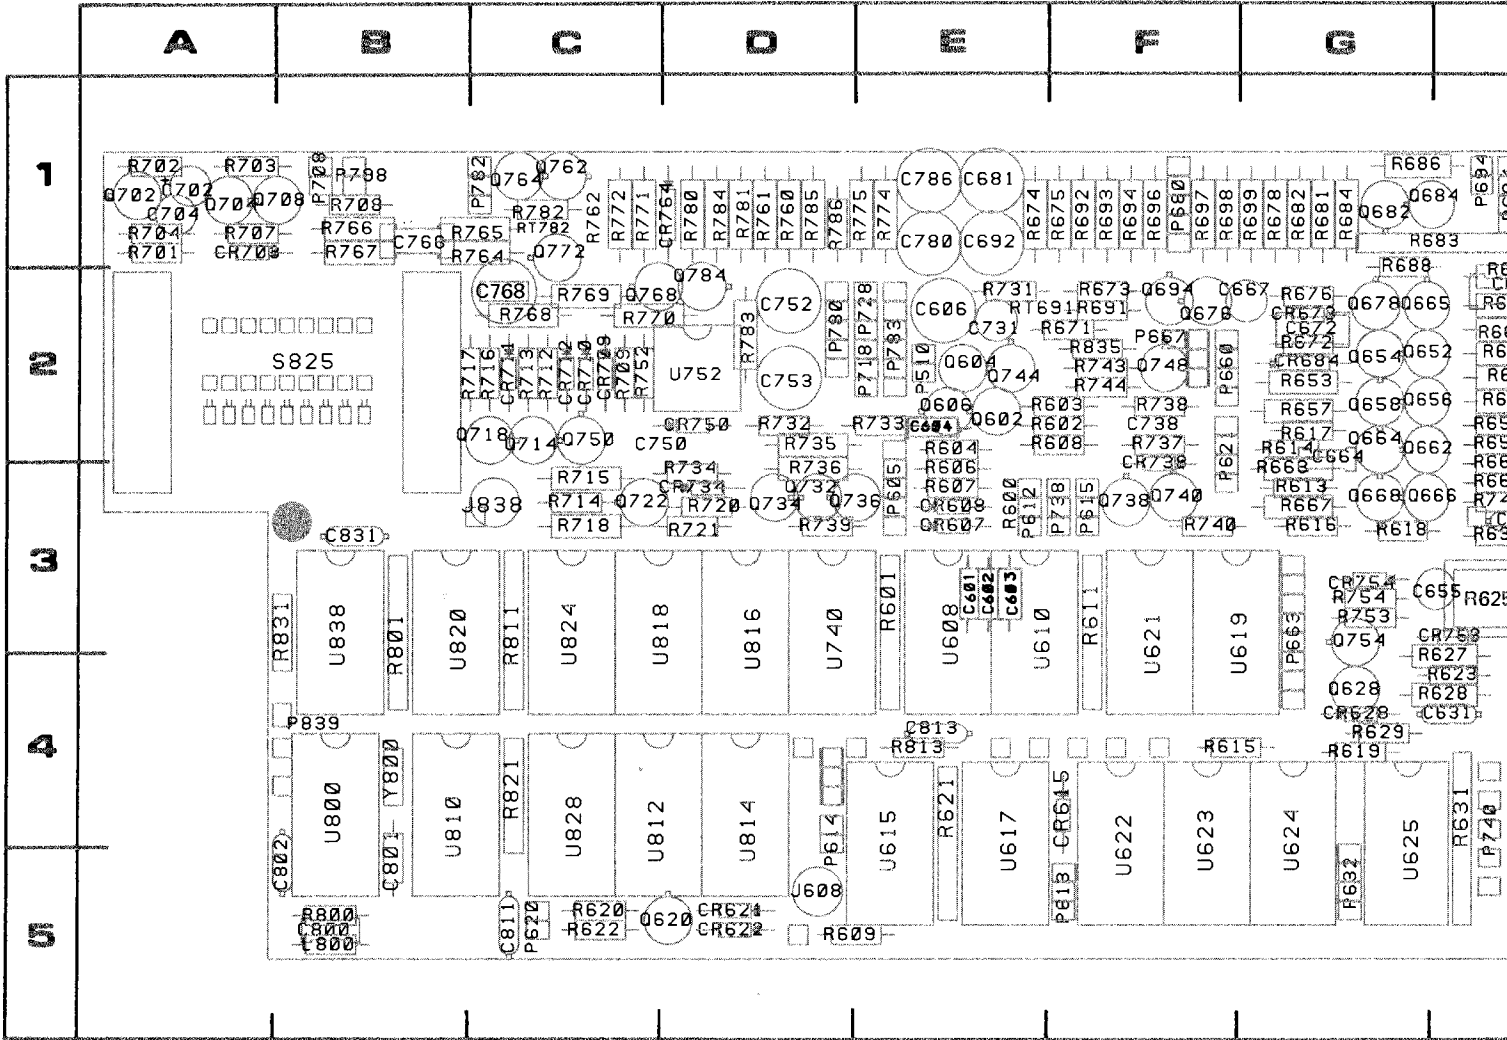 A B C D E F G
1
R702 R703 P708 P798 P782 Q764 Q762 C786 C681 R686 P694
Q702 C702 Q704 Q708 R708 R782 R762 R772 R771 CR764 R780 R784 R781 R761 R760 R785 R786 R775 R774 R674 R675 R692 R693 R694 R696 P680 R697 R698 R699 R678 R682 R681 R684 Q682 Q684
C704 RT782
R704 R707 R766 C760 R765 C780 C692 R683
R701 CR703 R767 R764 Q772
2
C768 R769 Q768 Q784 C752 P780 P728 C606 R731 R673 Q694 C667 R688
R768 R770 R783 P783 C731 RT691 R691 Q676 R676 Q678 Q665
CR673
R671 C672
S825 R717 R716 CR711 R713 R712 CR712 CR710 CR709 R709 R752 U752 C753 P718 P510 Q604 Q744 R835 P667 P660 R672 Q654 Q652
R743 Q748 CR684
R744 R653
Q606 Q602 R603 R738 R657 Q658 Q656
Q718 Q714 Q750 C750 CR750 R732 R733 C604 R602 C738 R617
R735 R604 R608 R737 P621 R614 C664 Q664 Q662
3
R715 R734 R736 P605 R606 CR738 R663
J838 R714 Q722 CR734 Q732 R607 R600 P612 P738 P615 R613 Q668 Q666
R720 Q734 Q736 CR608 Q738 Q740 R667
R718 R721 R739 CR607 R740 R616 R618
C831
R831 U838 R801 U820 R811 U824 U818 U816 U740 R601 U608 C601 C602 C603 U610 R611 U621 U619 P663 CR754 C655 R625
R754
R753
Q754 CR753
R627
R623
Q628 R628
4
P839 C813 CR628 C631
R813 R615 R629
R619
U800 Y800 U810 R821 U828 U812 U814 P614 U615 R621 U617 CR615 U622 U623 U624 U625 R631 P740
C802 C801 J608 P613 R632
5
R800 C811 P620 R620 Q620 CR621
C800 R622 CR622 R609
C800